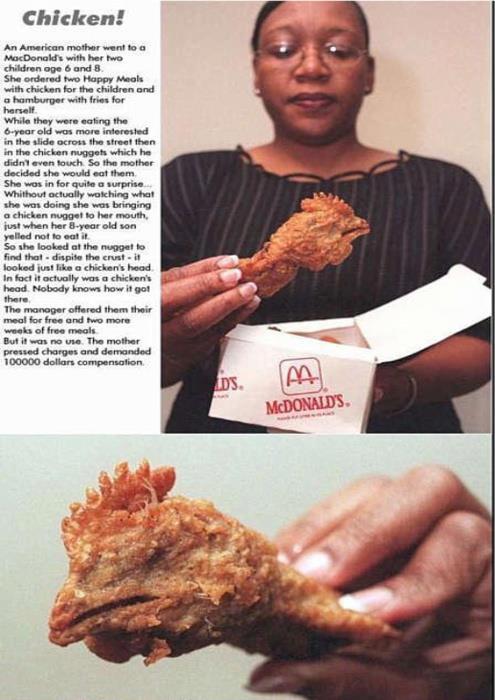 Chicken!
An American mother went to a
MacDonald's with her two
children age 6 and 8.
She ordered two Happy Meals
with chicken for the children and
a hamburger with fries for
herself.
While they were eating the
6-year old was more interested
in the slide across the street then
in the chicken nuggets which he
didn't even touch. So the mother
decided she would eat them.
She was in for quite a surprise...
Whithout actually watching what
she was doing she was bringing
a chicken nugget to her mouth,
just when her 8-year old son
yelled not to eat it.
So she looked at the nugget to
find that - dispite the crust - it
looked just like a chicken's head.
In fact it actually was a chicken's
head. Nobody knows how it got
there.
The manager offered them their
meal for free and two more
weeks of free meals.
But it was no use. The mother
pressed charges and demanded
100000 dollars compensation.
LD'S®
McDONALD'S®